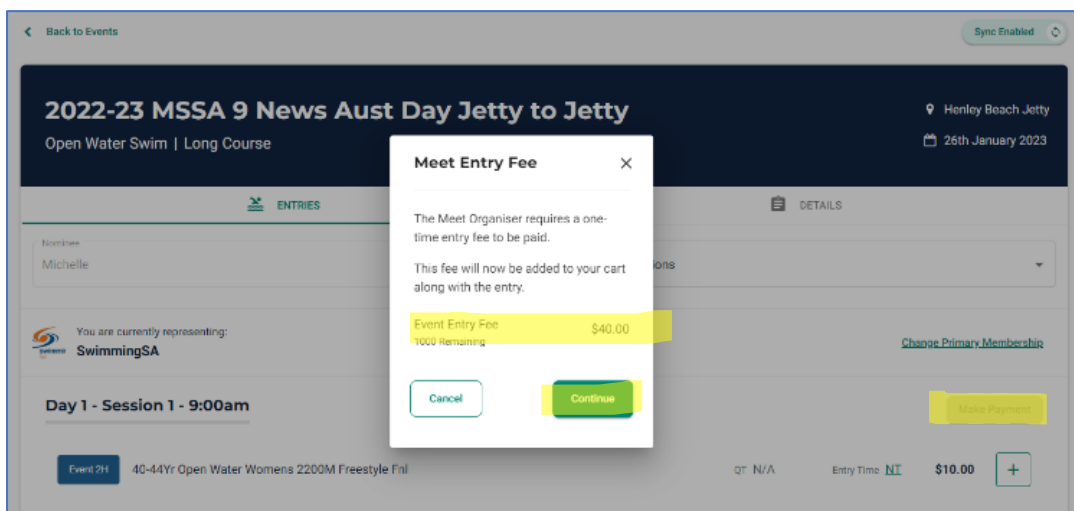 Back to Events
Sync Enabled
2022-23 MSSA 9 News Aust Day Jetty to Jetty
Henley Beach Jetty
Open Water Swim | Long Course
26th January 2023
Meet Entry Fee
ENTRIES
DETAILS
The Meet Organiser requires a one-
time entry fee to be paid.
Nominee
Michelle
ions
This fee will now be added to your cart
along with the entry.
Event Entry Fee $40.00
1000 Remaining
You are currently representing:
SwimmingSA
Change Primary Membership
Cancel
Continue
Day 1 - Session 1 - 9:00am
Make Payment
Event 2H 40-44Yr Open Water Womens 2200M Freestyle Fnl QT N/A Entry Time NT $10.00 +